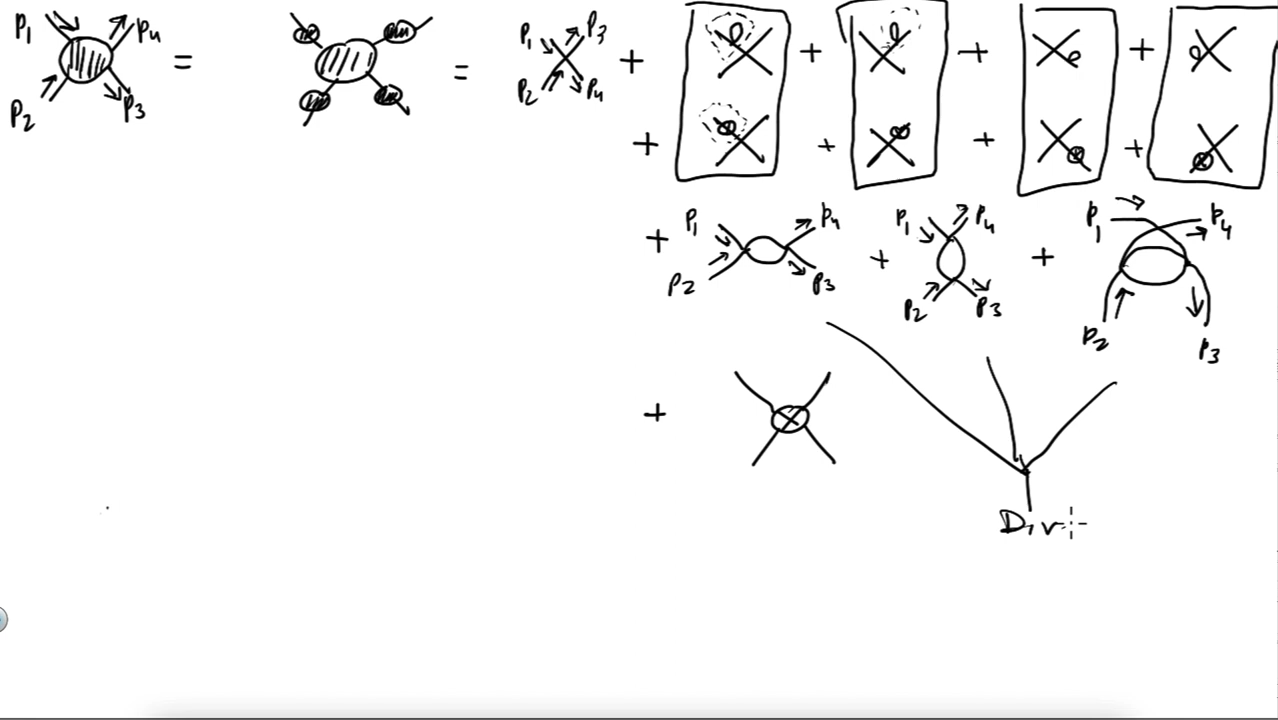 P₁ P₄ = = P₁ P₃ + + + +
P₂ P₃ P₂ P₄
+ + + +
+ P₁ P₄ + P₁ P₄ + P₁ P₄
P₂ P₃ P₂ P₃ P₂ P₃
+
Div